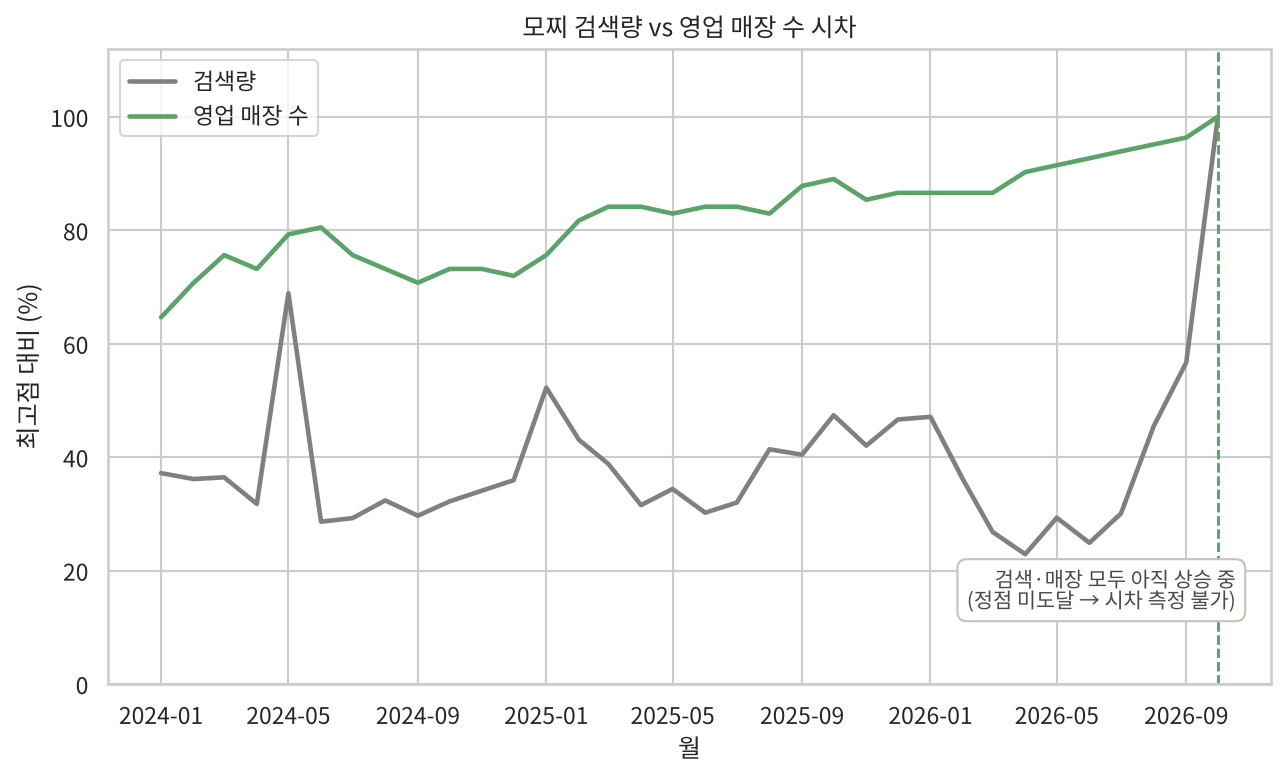 모찌 검색량 vs 영업 매장 수 시차
검색량
영업 매장 수
최고점 대비 (%)
100
80
60
40
20
0
검색·매장 모두 아직 상승 중
(정점 미도달 → 시차 측정 불가)
2024-01 2024-05 2024-09 2025-01 2025-05 2025-09 2026-01 2026-05 2026-09
월